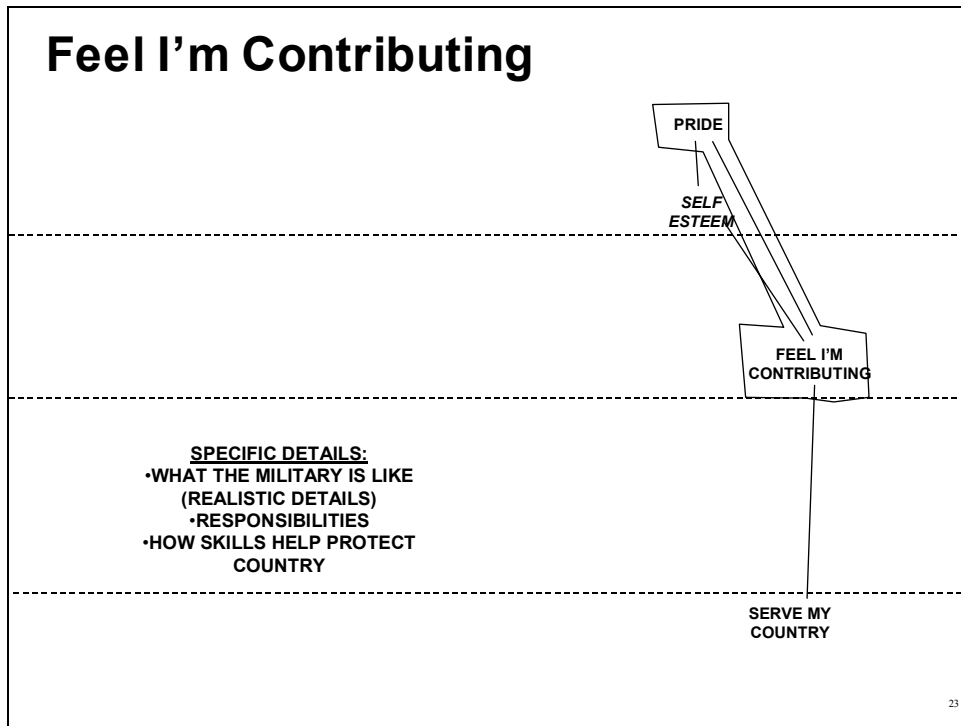 Feel I'm Contributing
PRIDE
SELF
ESTEEM
FEEL I'M
CONTRIBUTING
SPECIFIC DETAILS:
•WHAT THE MILITARY IS LIKE
(REALISTIC DETAILS)
•RESPONSIBILITIES
•HOW SKILLS HELP PROTECT
COUNTRY
SERVE MY
COUNTRY
23